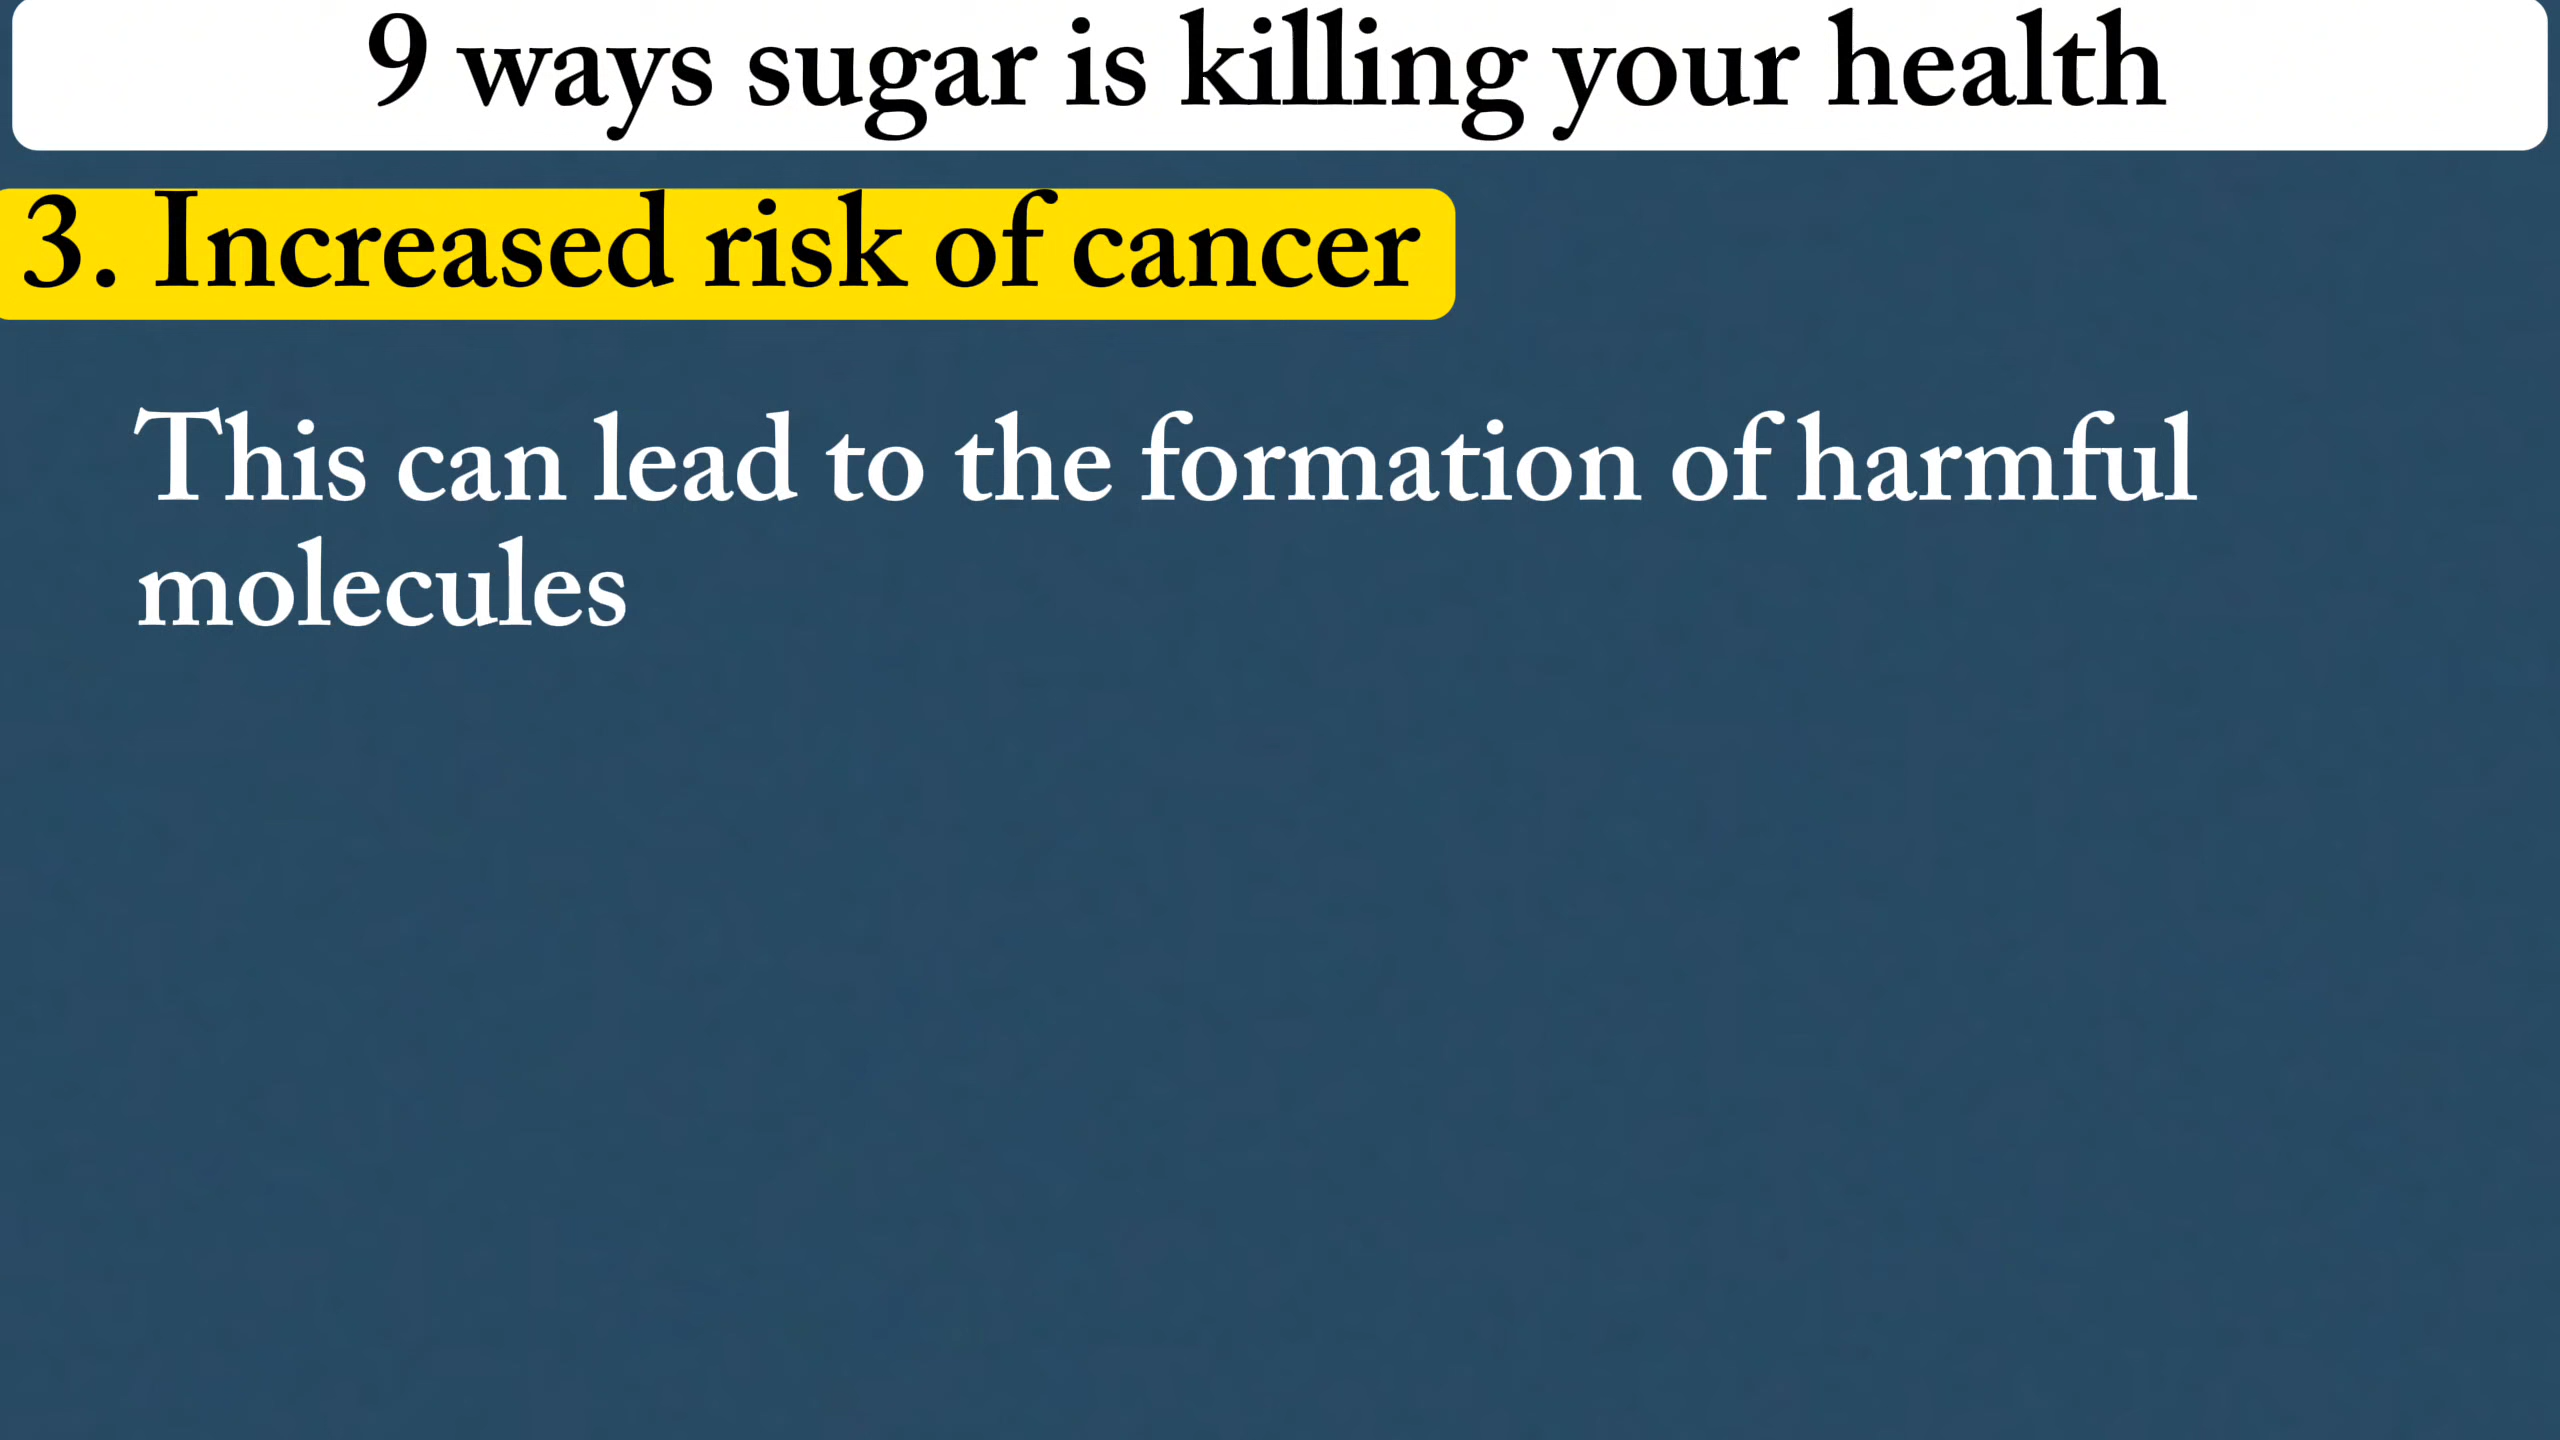 9 ways sugar is killing your health
3. Increased risk of cancer
This can lead to the formation of harmful
molecules